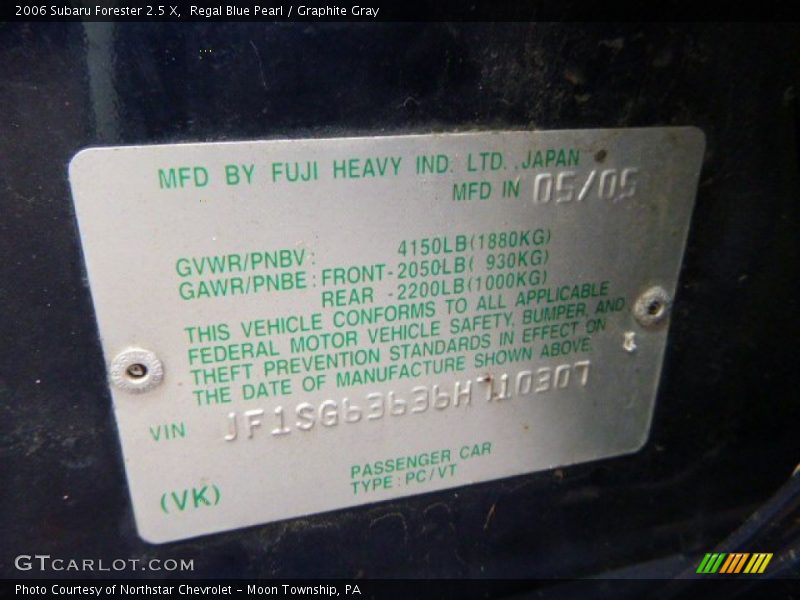 2006 Subaru Forester 2.5 X, Regal Blue Pearl / Graphite Gray
MFD BY FUJI HEAVY IND. LTD. JAPAN
MFD IN 05/05
GVWR/PNBV: 4150LB(1880KG)
GAWR/PNBE: FRONT-2050LB( 930KG)
REAR -2200LB(1000KG)
THIS VEHICLE CONFORMS TO ALL APPLICABLE
FEDERAL MOTOR VEHICLE SAFETY, BUMPER, AND
THEFT PREVENTION STANDARDS IN EFFECT ON
THE DATE OF MANUFACTURE SHOWN ABOVE.
VIN JF1SG63636H710307
PASSENGER CAR
(VK) TYPE: PC/VT
GTCARLOT.COM
Photo Courtesy of Northstar Chevrolet - Moon Township, PA